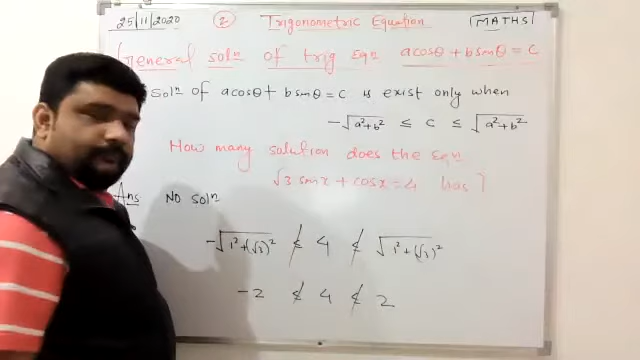 25/11/2020 2 Trigonometric Equation MATHS
General solⁿ of trig eqn acosθ + bsinθ = c
Solⁿ of acosθ + bsinθ = c is exist only when
-√(a²+b²) ≤ c ≤ √(a²+b²)
How many solution does the eqn
√3 sinx + cosx = 4 has ?
Ans No solⁿ
-√(1²+(√3)²) ≮ 4 ≮ √(1²+(√3)²)
-2 ≮ 4 ≮ 2